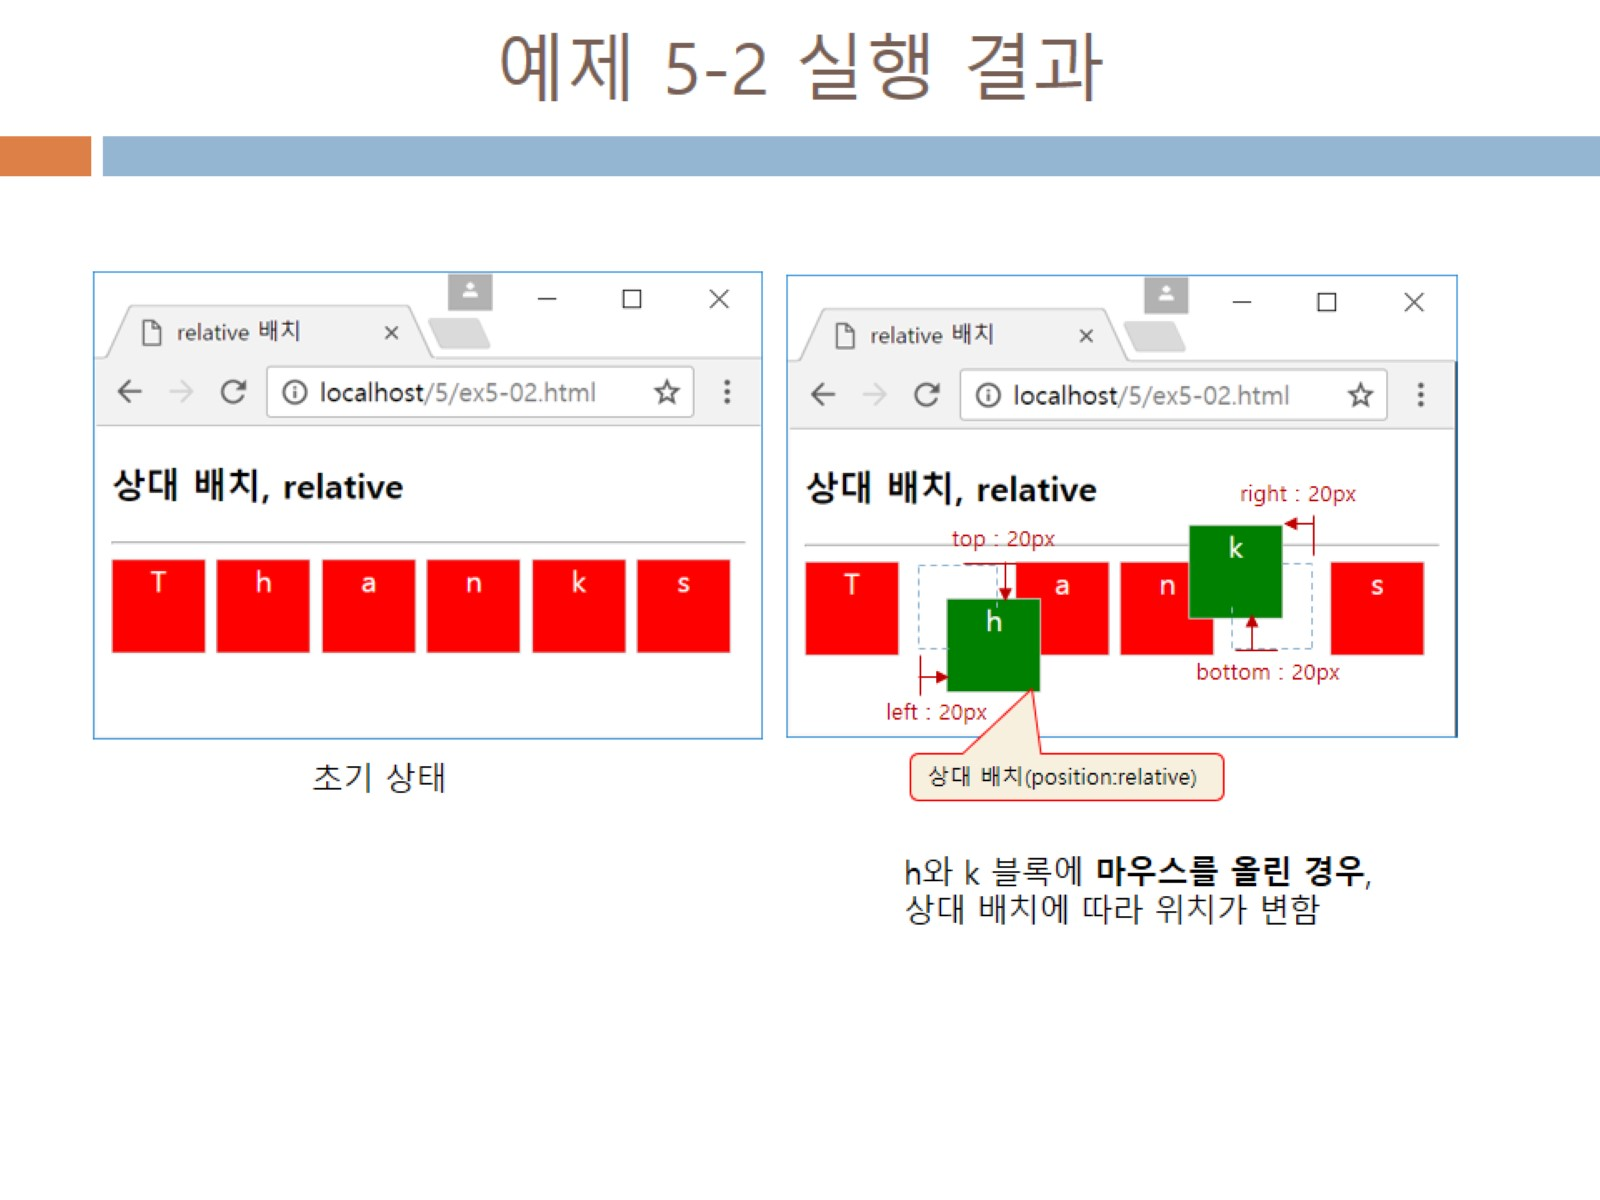 예제 5-2 실행 결과
relative 배치
localhost/5/ex5-02.html
상대 배치, relative
T h a n k s
초기 상태
relative 배치
localhost/5/ex5-02.html
상대 배치, relative
right : 20px
top : 20px
k
T a n s
h
bottom : 20px
left : 20px
상대 배치(position:relative)
h와 k 블록에 마우스를 올린 경우,
상대 배치에 따라 위치가 변함